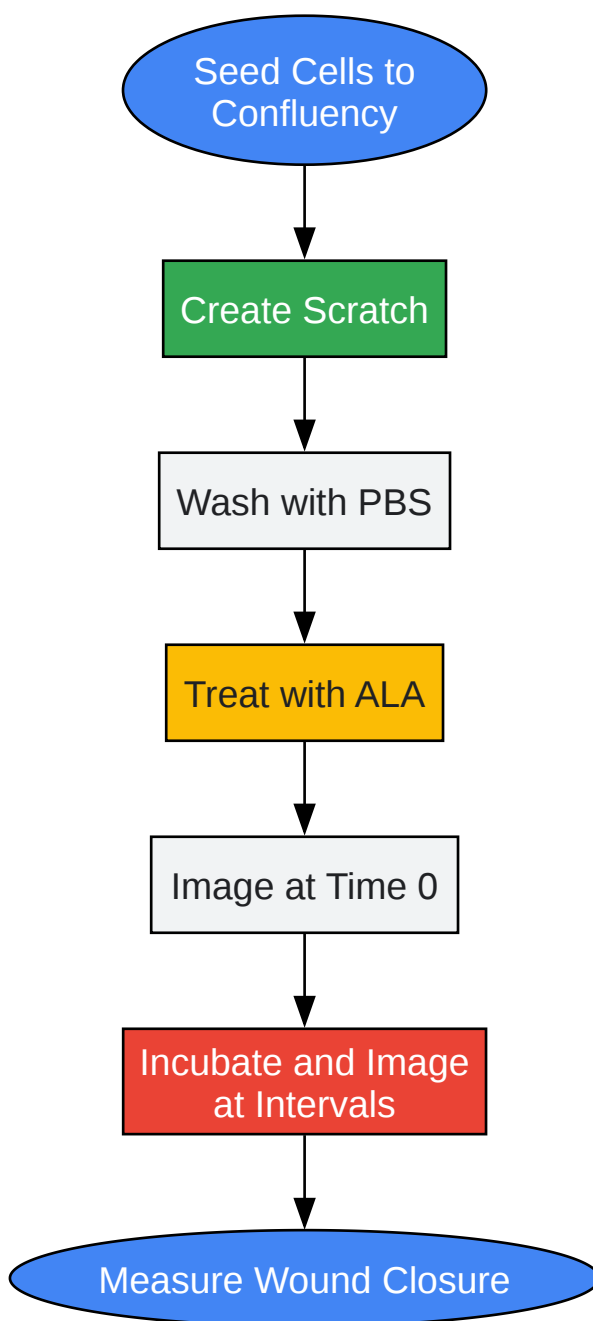 Seed Cells to
Confluency
Create Scratch
Wash with PBS
Treat with ALA
Image at Time 0
Incubate and Image
at Intervals
Measure Wound Closure